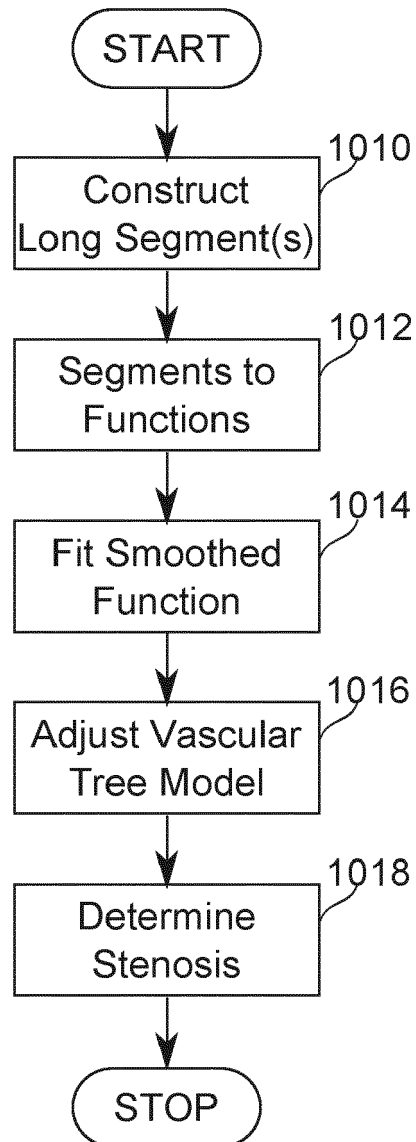 START
1010
Construct
Long Segment(s)
1012
Segments to
Functions
1014
Fit Smoothed
Function
1016
Adjust Vascular
Tree Model
1018
Determine
Stenosis
STOP